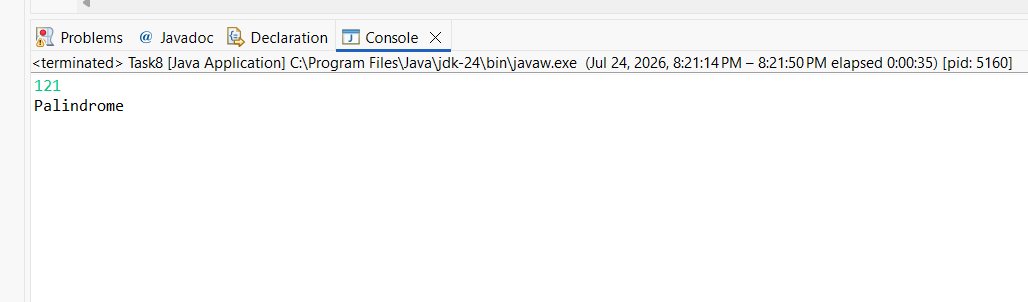 Problems @ Javadoc Declaration Console
<terminated> Task8 [Java Application] C:\Program Files\Java\jdk-24\bin\javaw.exe (Jul 24, 2026, 8:21:14 PM – 8:21:50 PM elapsed 0:00:35) [pid: 5160]
121
Palindrome